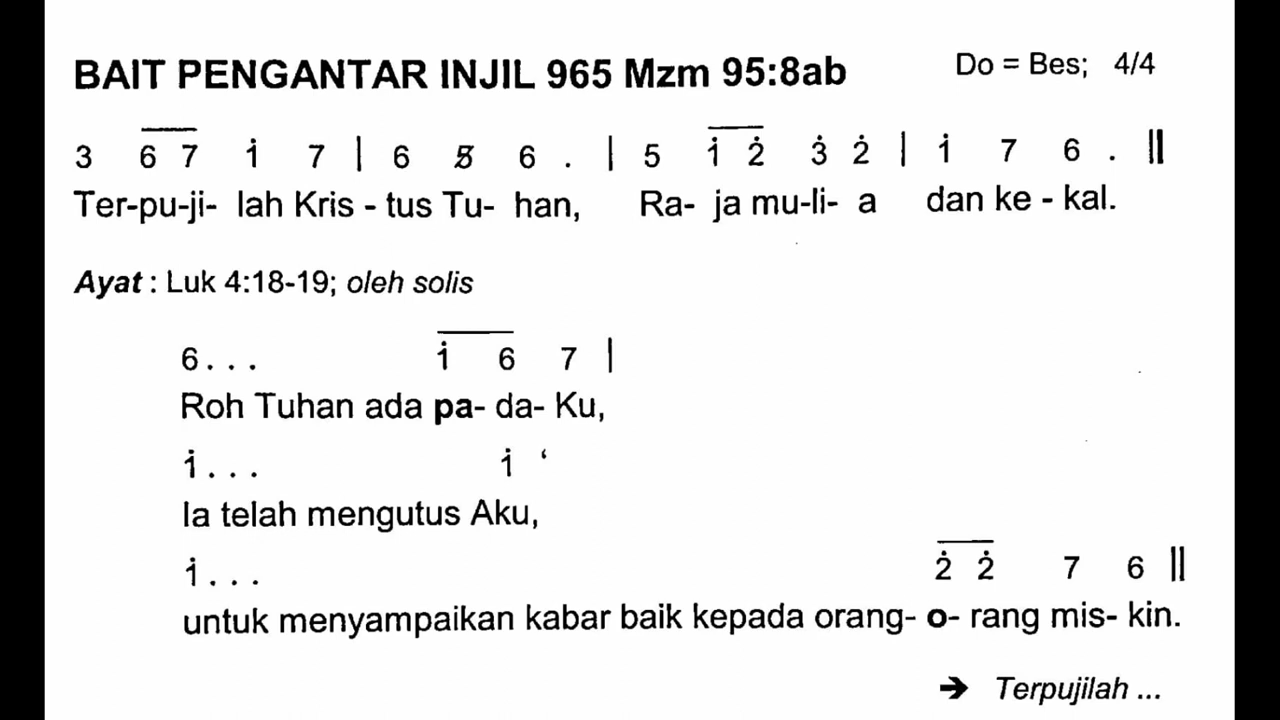 BAIT PENGANTAR INJIL 965 Mzm 95:8ab Do = Bes; 4/4
3 6 7 i̇ 7 | 6 5̸ 6 . | 5 i̇ 2̇ 3̇ 2̇ | i̇ 7 6 . ||
Ter-pu-ji- lah Kris - tus Tu- han, Ra- ja mu-li- a dan ke - kal.
Ayat : Luk 4:18-19; oleh solis
6 . . . 1̇ 6 7 |
Roh Tuhan ada pa- da- Ku,
1̇ . . . 1̇ ‘
Ia telah mengutus Aku,
1̇ . . . 2̇ 2̇ 7 6 ||
untuk menyampaikan kabar baik kepada orang- o- rang mis- kin.
➔ Terpujilah ...